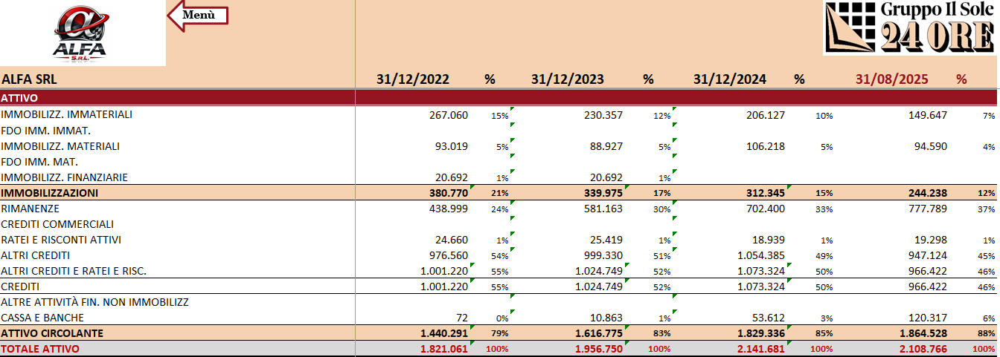 ALFA
S.R.L.
Menù
Gruppo Il Sole
24 ORE
ALFA SRL 31/12/2022 % 31/12/2023 % 31/12/2024 % 31/08/2025 %
ATTIVO
IMMOBILIZZ. IMMATERIALI 267.060 15% 230.357 12% 206.127 10% 149.647 7%
FDO IMM. IMMAT.
IMMOBILIZZ. MATERIALI 93.019 5% 88.927 5% 106.218 5% 94.590 4%
FDO IMM. MAT.
IMMOBILIZZ. FINANZIARIE 20.692 1% 20.692 1%
IMMOBILIZZAZIONI 380.770 21% 339.975 17% 312.345 15% 244.238 12%
RIMANENZE 438.999 24% 581.163 30% 702.400 33% 777.789 37%
CREDITI COMMERCIALI
RATEI E RISCONTI ATTIVI 24.660 1% 25.419 1% 18.939 1% 19.298 1%
ALTRI CREDITI 976.560 54% 999.330 51% 1.054.385 49% 947.124 45%
ALTRI CREDITI E RATEI E RISC. 1.001.220 55% 1.024.749 52% 1.073.324 50% 966.422 46%
CREDITI 1.001.220 55% 1.024.749 52% 1.073.324 50% 966.422 46%
ALTRE ATTIVITÀ FIN. NON IMMOBILIZZ
CASSA E BANCHE 72 0% 10.863 1% 53.612 3% 120.317 6%
ATTIVO CIRCOLANTE 1.440.291 79% 1.616.775 83% 1.829.336 85% 1.864.528 88%
TOTALE ATTIVO 1.821.061 100% 1.956.750 100% 2.141.681 100% 2.108.766 100%